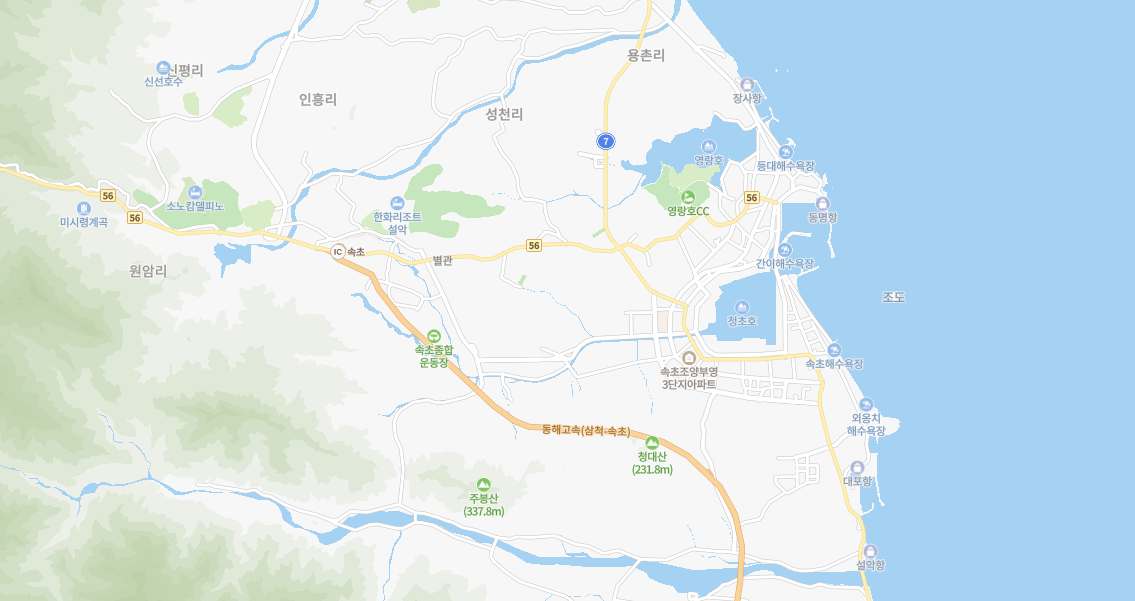 용촌리
신평리
신선호수
장사항
인흥리
성천리
7
영랑호
등대해수욕장
56
소노캄델피노
영랑호CC
56
동명항
미시령계곡
56
한화리조트
설악
56
IC 속초
별관
간이해수욕장
원암리
조도
청초호
속초종합
운동장
속초해수욕장
속초조양부영
3단지아파트
외옹치
해수욕장
동해고속(삼척-속초)
청대산
(231.8m)
대포항
주봉산
(337.8m)
설악항